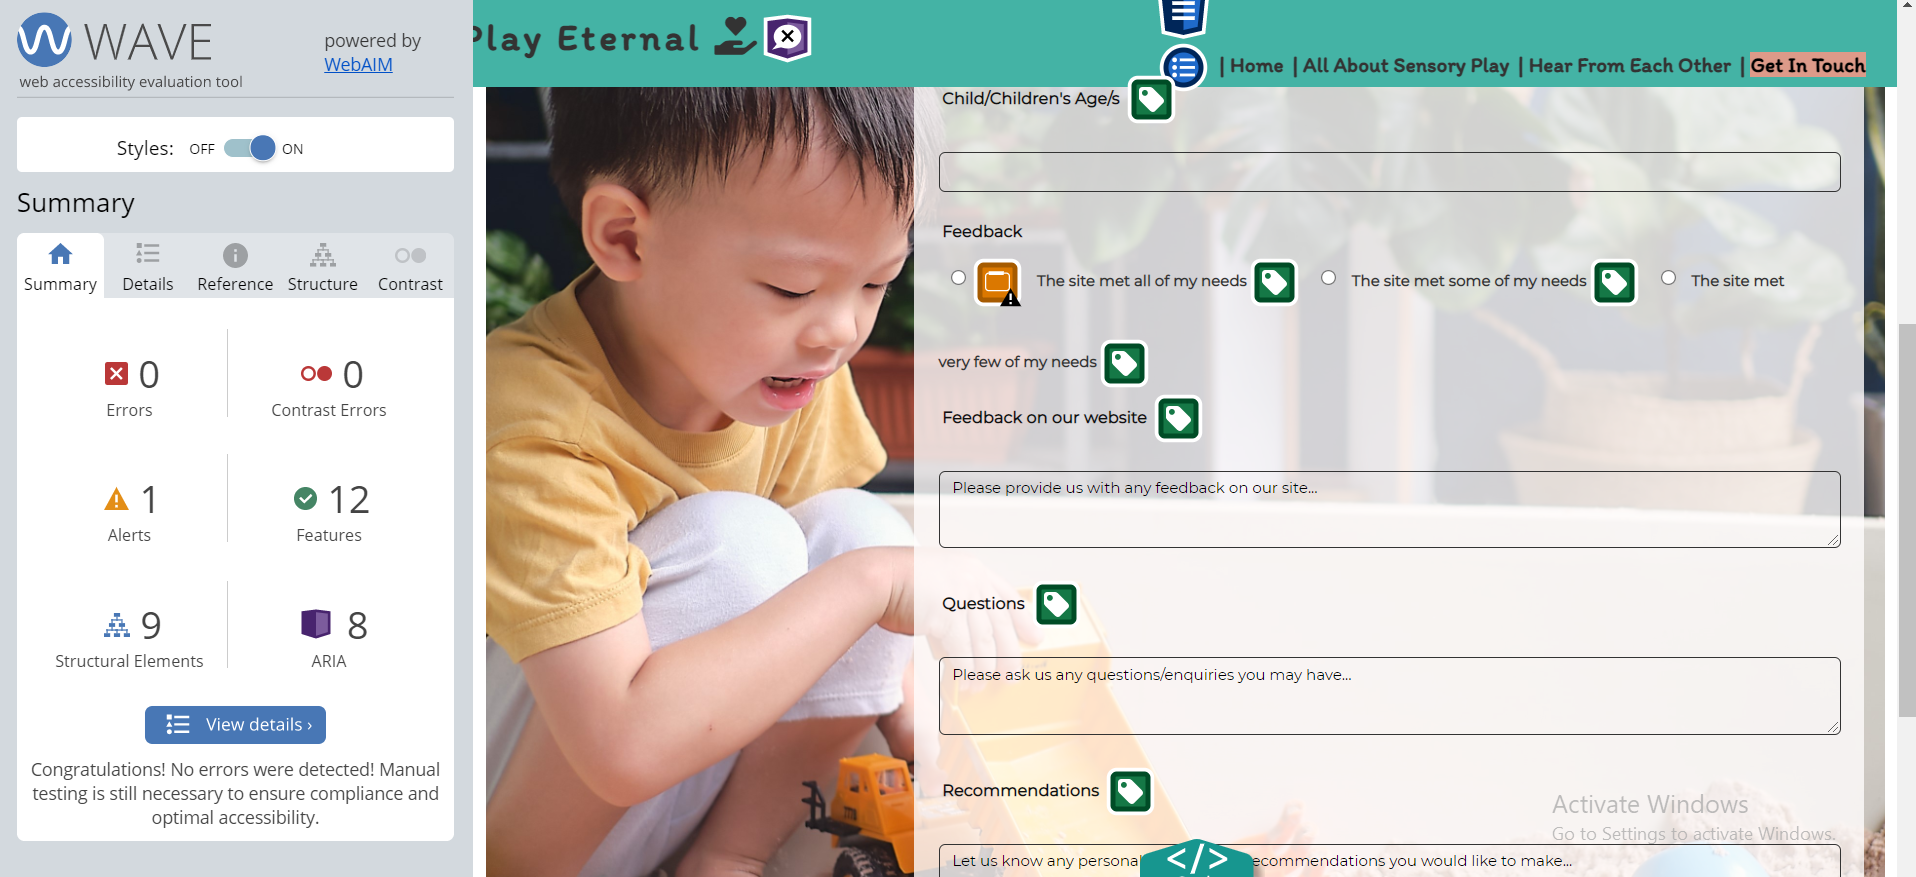 WAVE
powered by
WebAIM
web accessibility evaluation tool
Styles: OFF ON
Summary
Summary Details Reference Structure Contrast
0 0
Errors Contrast Errors
1 12
Alerts Features
9 8
Structural Elements ARIA
View details ›
Congratulations! No errors were detected! Manual
testing is still necessary to ensure compliance and
optimal accessibility.
Play Eternal
| Home | All About Sensory Play | Hear From Each Other | Get In Touch
Child/Children's Age/s
Feedback
The site met all of my needs The site met some of my needs The site met
very few of my needs
Feedback on our website
Please provide us with any feedback on our site...
Questions
Please ask us any questions/enquiries you may have...
Recommendations
Let us know any personal ecommendations you would like to make...
</>
Activate Windows
Go to Settings to activate Windows.